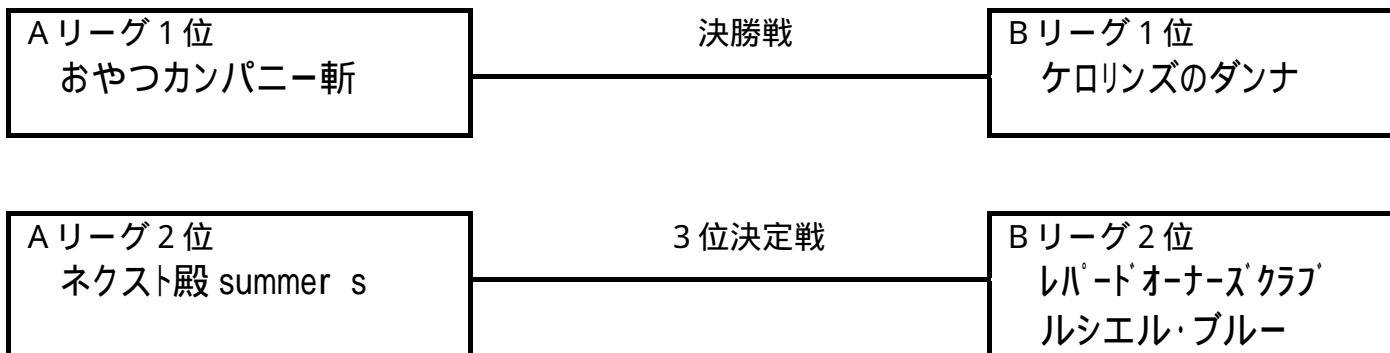 Aリーグ1位
おやつカンパニー斬
決勝戦
Bリーグ1位
ケロリンズのダンナ
Aリーグ2位
ネクスト殿 summer s
3位決定戦
Bリーグ2位
ﾚﾊﾟｰﾄﾞｵｰﾅｰｽﾞｸﾗﾌﾞ
ルシエル・ブルー